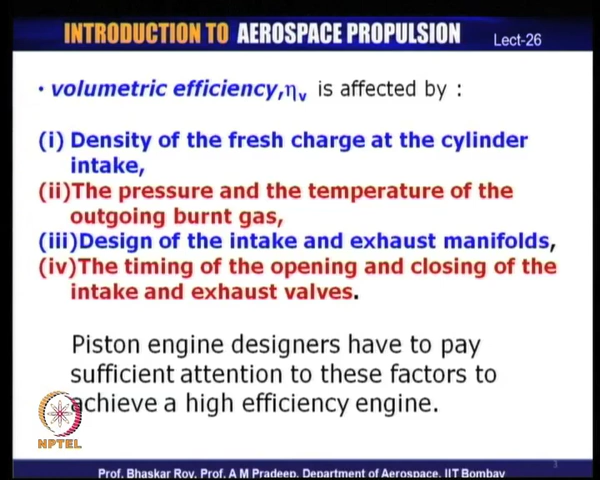 INTRODUCTION TO AEROSPACE PROPULSION Lect-26
• volumetric efficiency,ηv is affected by :
(i) Density of the fresh charge at the cylinder
intake,
(ii)The pressure and the temperature of the
outgoing burnt gas,
(iii)Design of the intake and exhaust manifolds,
(iv)The timing of the opening and closing of the
intake and exhaust valves.
Piston engine designers have to pay
sufficient attention to these factors to
achieve a high efficiency engine.
NPTEL
3
Prof. Bhaskar Roy, Prof. A M Pradeep, Department of Aerospace, IIT Bombay